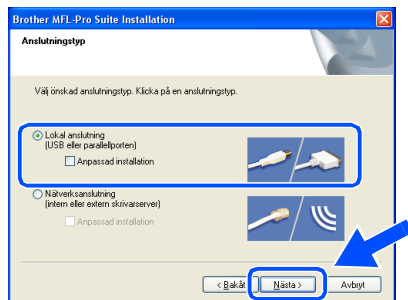 Brother MFL-Pro Suite Installation
Anslutningstyp
Välj önskad anslutningstyp. Klicka på en anslutningstyp.
Lokal anslutning
(USB eller parallellporten)
Anpassad installation
Nätverksanslutning
(intern eller extern skrivarserver)
Anpassad installation
< Bakåt Nästa > Avbryt